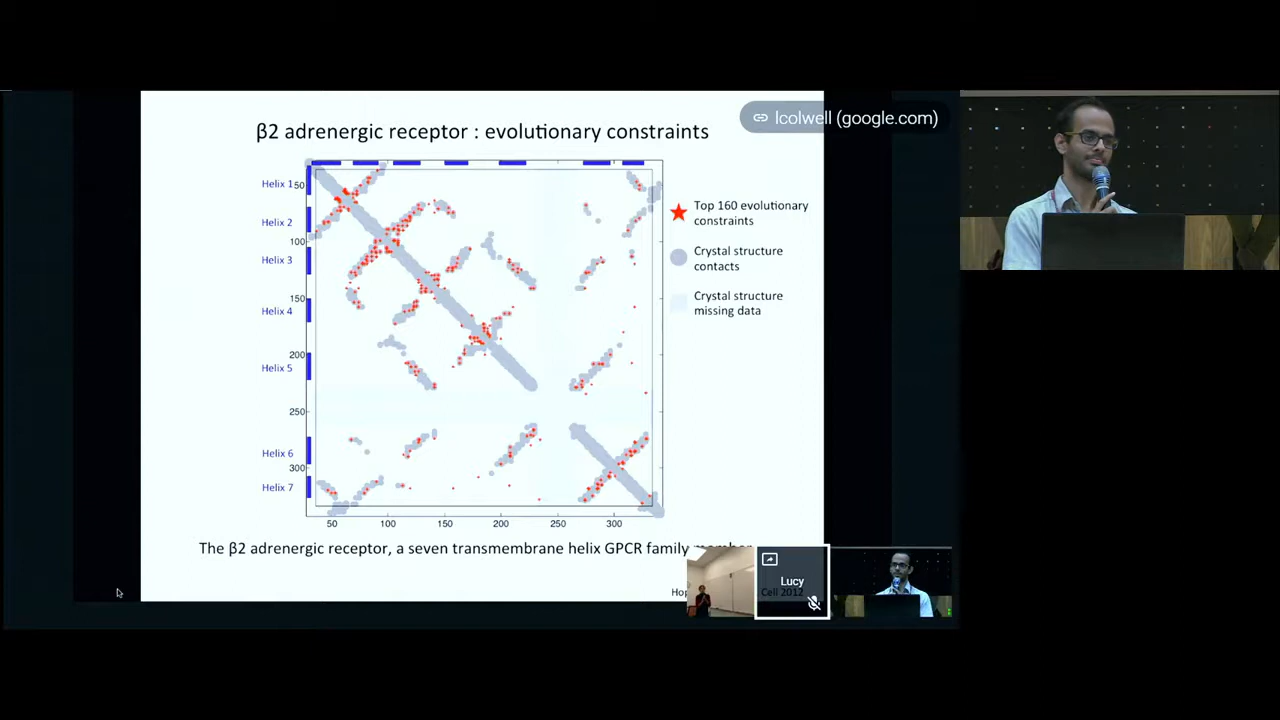 β2 adrenergic receptor : evolutionary constraints
lcolwell (google.com)
Helix 1
Helix 2
Helix 3
Helix 4
Helix 5
Helix 6
Helix 7
50
100
150
200
250
300
50 100 150 200 250 300
Top 160 evolutionary
constraints
Crystal structure
contacts
Crystal structure
missing data
The β2 adrenergic receptor, a seven transmembrane helix GPCR family
Lucy
Cell 2012